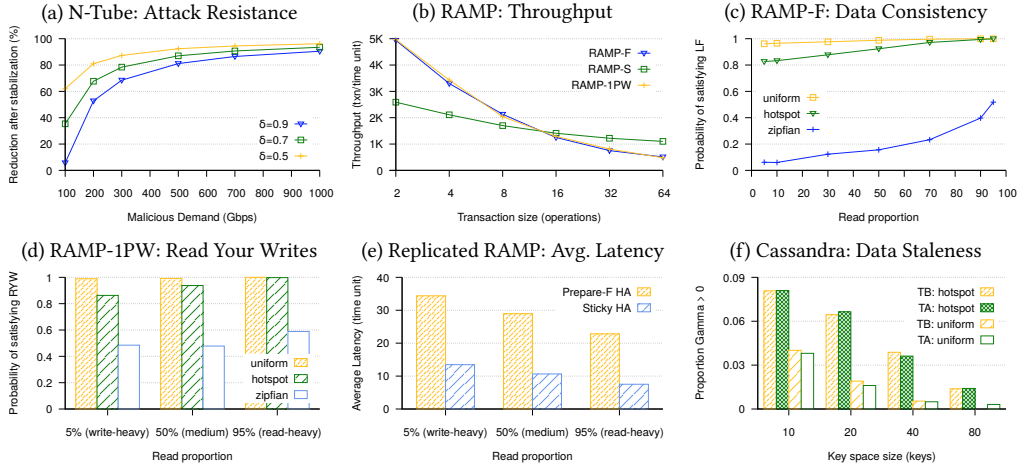 (a) N-Tube: Attack Resistance
Reduction after stabilization (%)
100
80
60
40
20
0
δ=0.9
δ=0.7
δ=0.5
100 200 300 400 500 600 700 800 900 1000
Malicious Demand (Gbps)
(b) RAMP: Throughput
Throughput (txn/time unit)
5K
4K
3K
2K
1K
0
RAMP-F
RAMP-S
RAMP-1PW
2 4 8 16 32 64
Transaction size (operations)
(c) RAMP-F: Data Consistency
Probability of satisfying LF
1
0.8
0.6
0.4
0.2
0
uniform
hotspot
zipfian
0 10 20 30 40 50 60 70 80 90 100
Read proportion
(d) RAMP-1PW: Read Your Writes
Probability of satisfying RYW
1
0.8
0.6
0.4
0.2
0
uniform
hotspot
zipfian
5% (write-heavy) 50% (medium) 95% (read-heavy)
Read proportion
(e) Replicated RAMP: Avg. Latency
Average Latency (time unit)
40
30
20
10
0
Prepare-F HA
Sticky HA
5% (write-heavy) 50% (medium) 95% (read-heavy)
Read proportion
(f) Cassandra: Data Staleness
Proportion Gamma > 0
0.09
0.06
0.03
0
TB: hotspot
TA: hotspot
TB: uniform
TA: uniform
10 20 40 80
Key space size (keys)